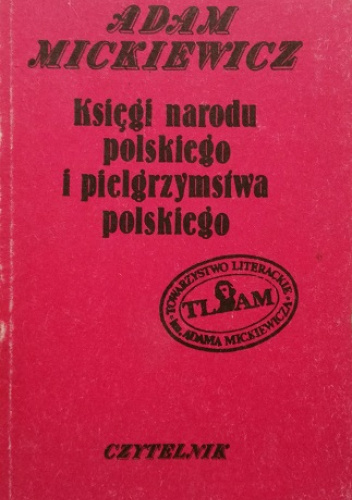 ADAM
MICKIEWICZ
Księgi narodu
polskiego
i pielgrzymstwa
polskiego
TOWARZYSTWO LITERACKIE
TL AM
im. ADAMA MICKIEWICZA
CZYTELNIK